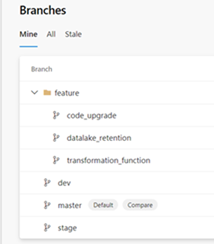 Branches
Mine All Stale
Branch
feature
code_upgrade
datalake_retention
transformation_function
dev
master Default Compare
stage